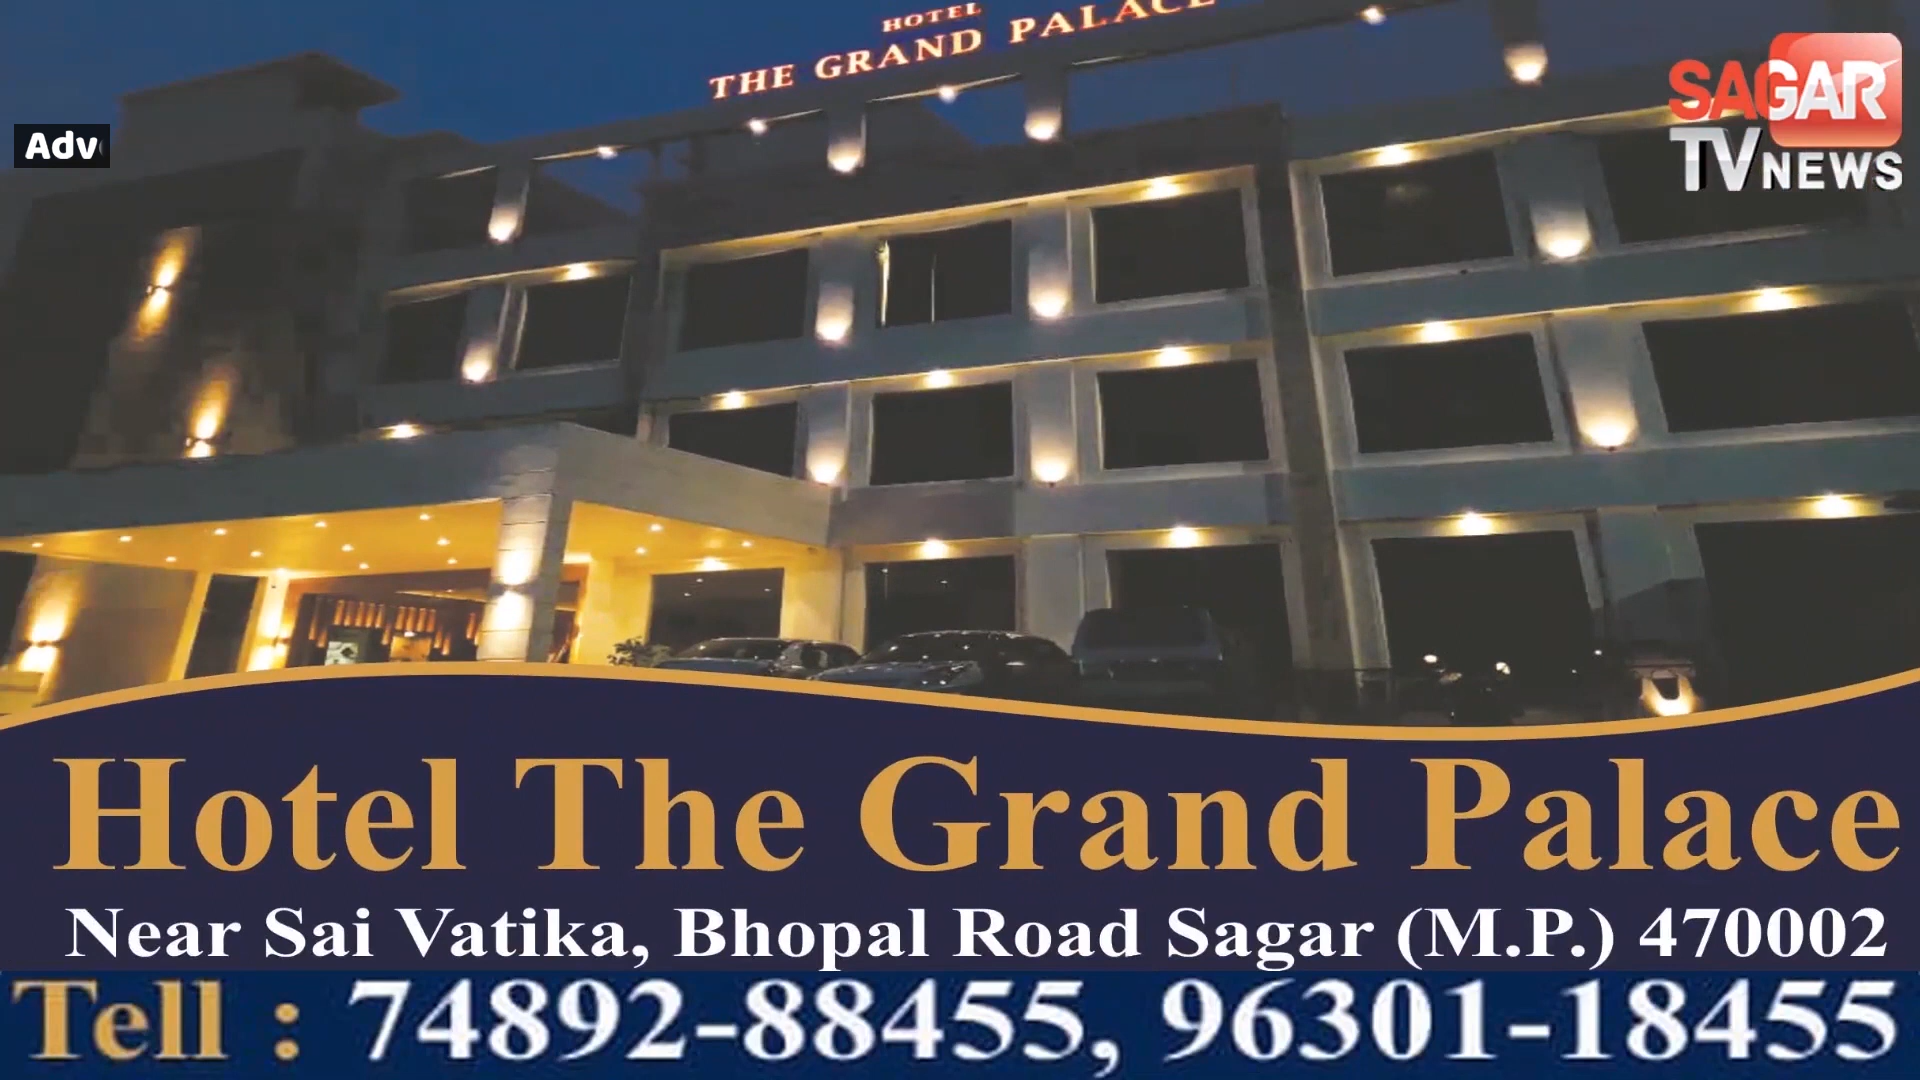 HOTEL
THE GRAND PALACE
SAGAR
TV NEWS
Adv
Hotel The Grand Palace
Near Sai Vatika, Bhopal Road Sagar (M.P.) 470002
Tell : 74892-88455, 96301-18455